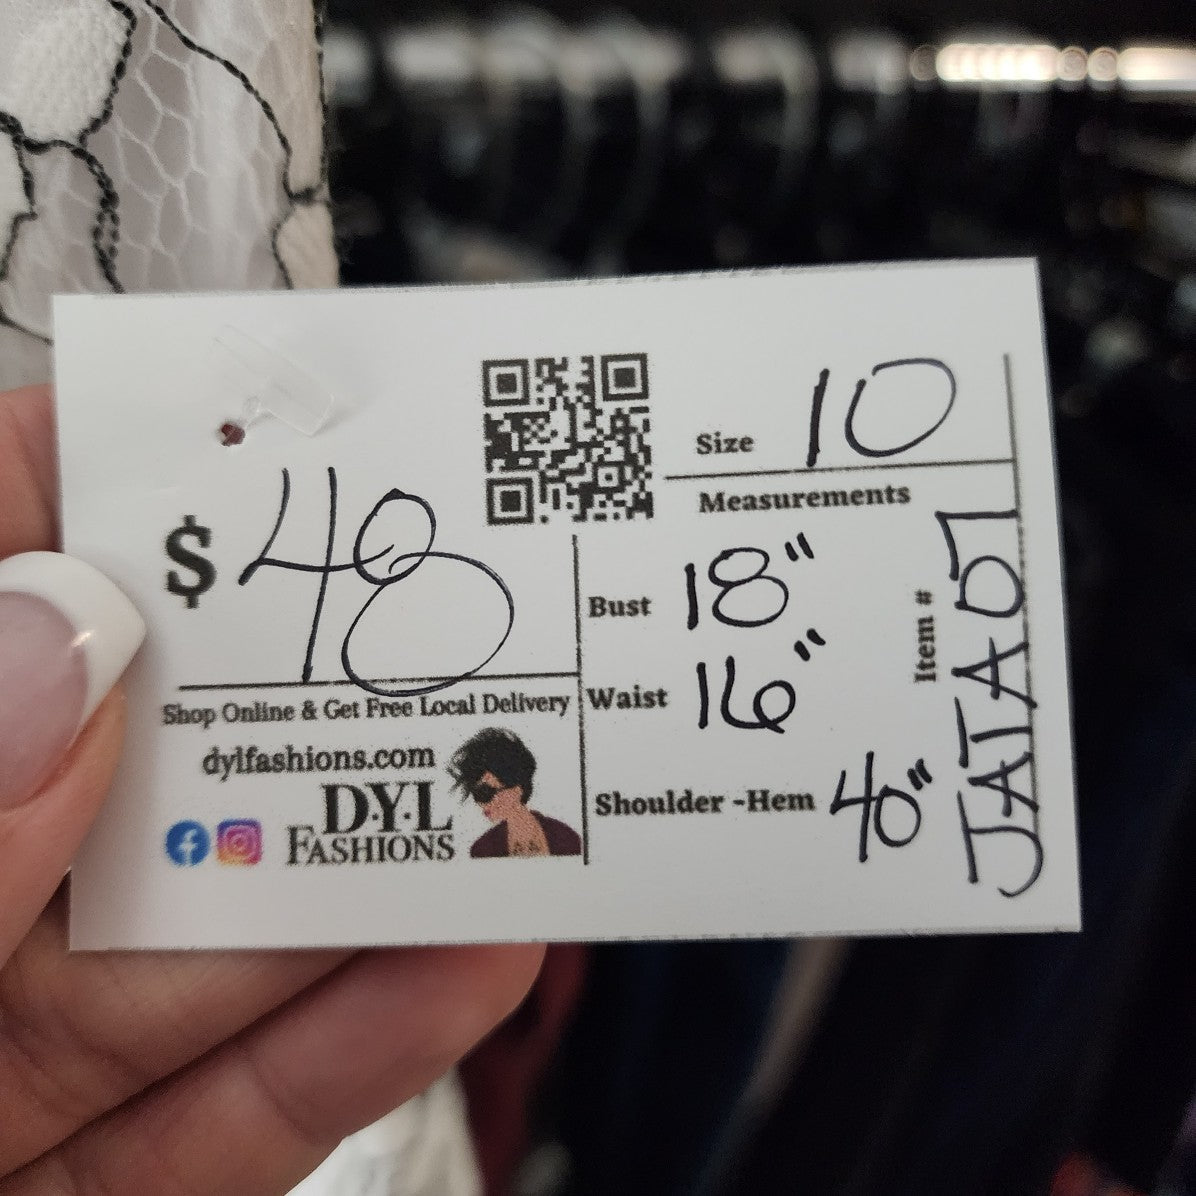 $ 48
Shop Online & Get Free Local Delivery
dylfashions.com
D.Y.L
FASHIONS
Size 10
Measurements
Bust 18"
Waist 16"
Shoulder -Hem 40"
Item # JATA07